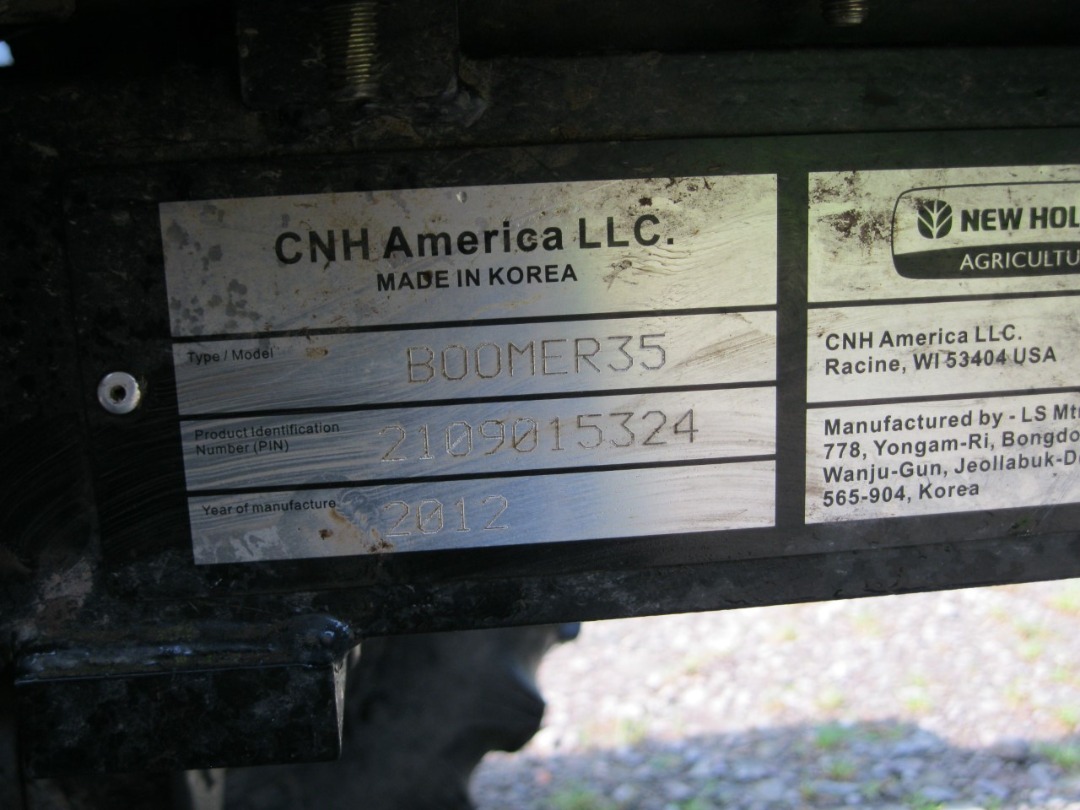 CNH America LLC.
MADE IN KOREA
Type / Model BOOMER35
Product Identification
Number (PIN) 2109015324
Year of manufacture 2012
NEW HOL
AGRICULTU
CNH America LLC.
Racine, WI 53404 USA
Manufactured by - LS Mt
778, Yongam-Ri, Bongdo
Wanju-Gun, Jeollabuk-D
565-904, Korea